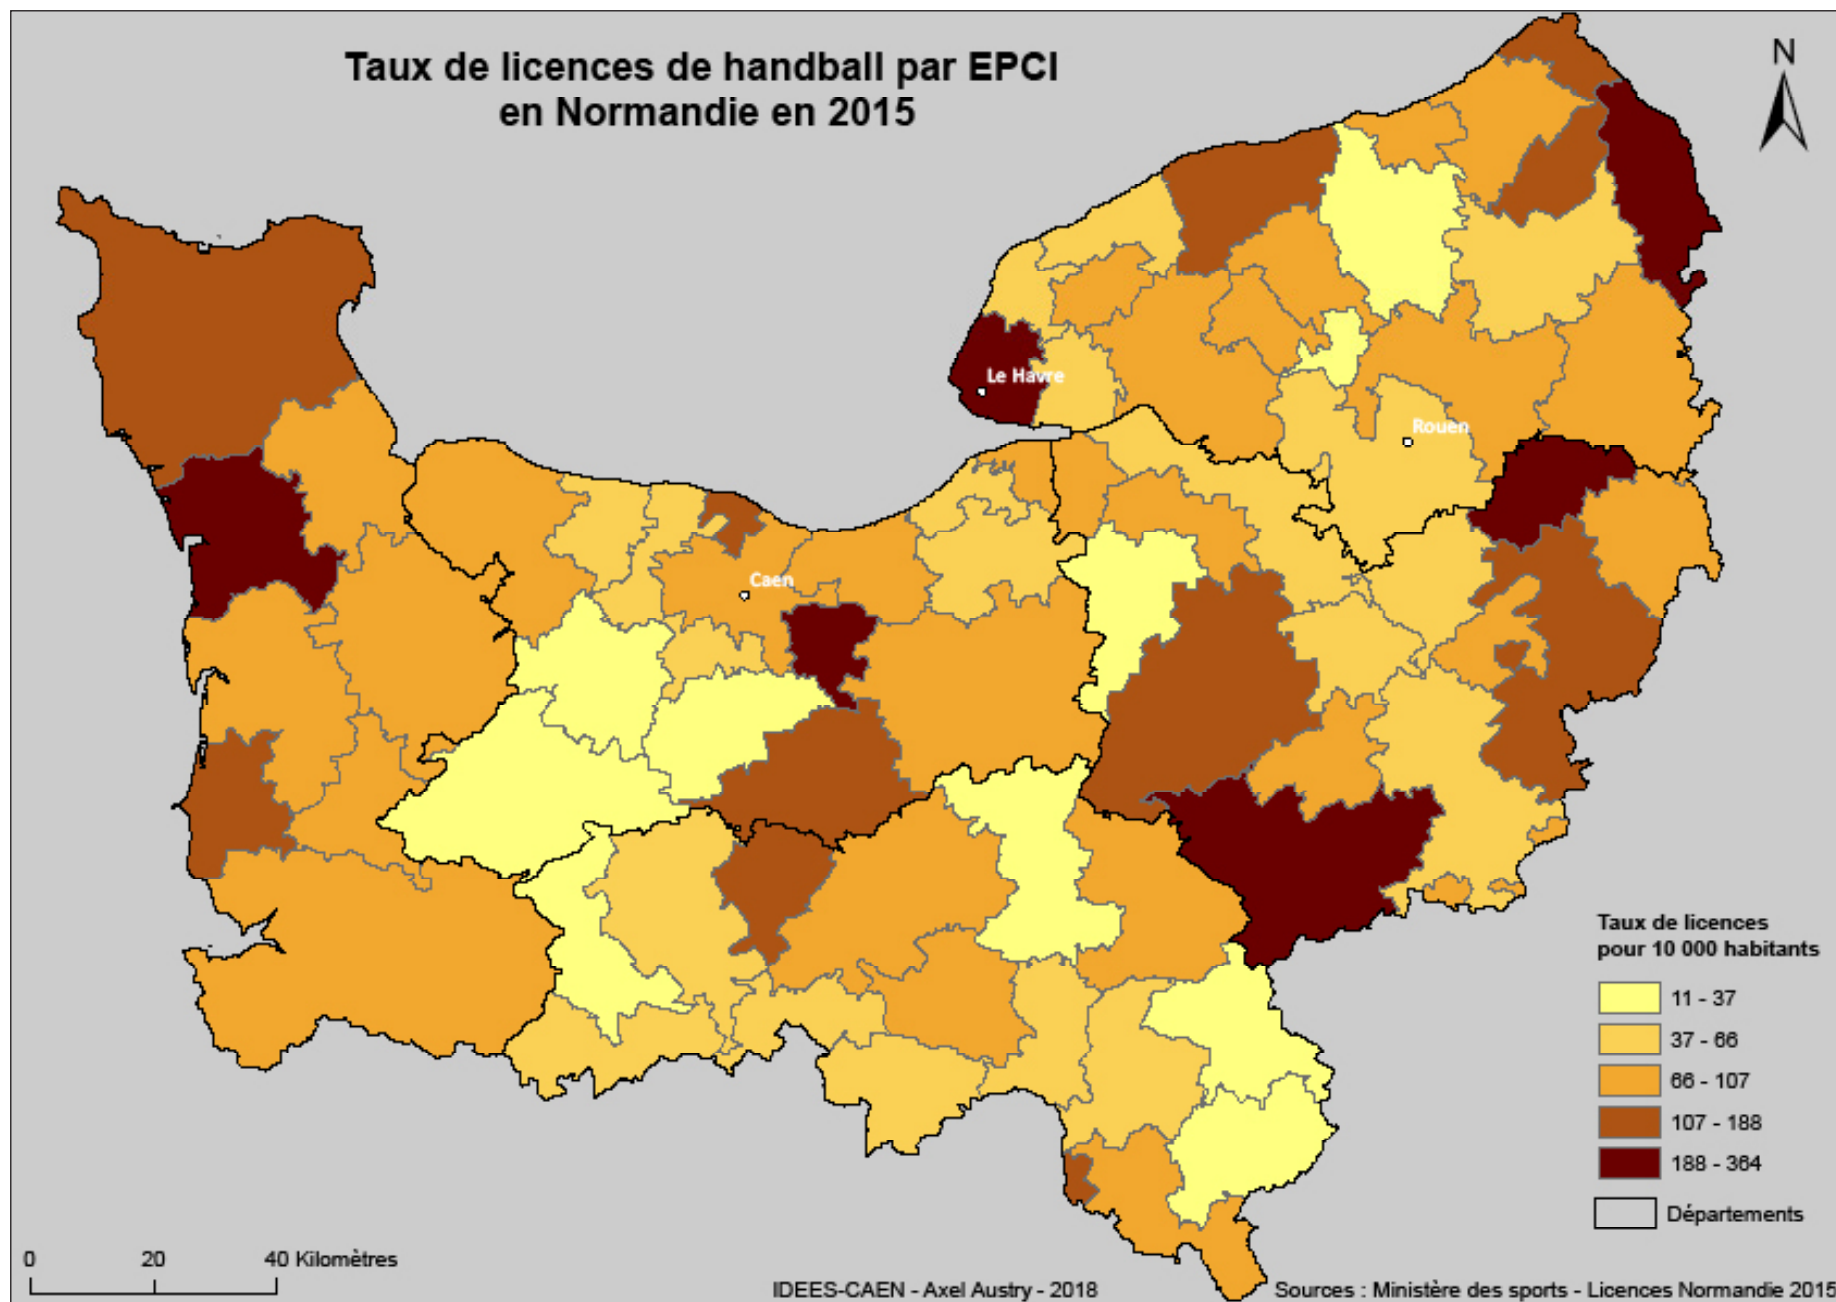 Taux de licences de handball par EPCI
en Normandie en 2015
N
Le Havre
Rouen
Caen
Taux de licences
pour 10 000 habitants
11 - 37
37 - 66
66 - 107
107 - 188
188 - 364
Départements
0 20 40 Kilomètres
IDEES-CAEN - Axel Austry - 2018
Sources : Ministère des sports - Licences Normandie 2015